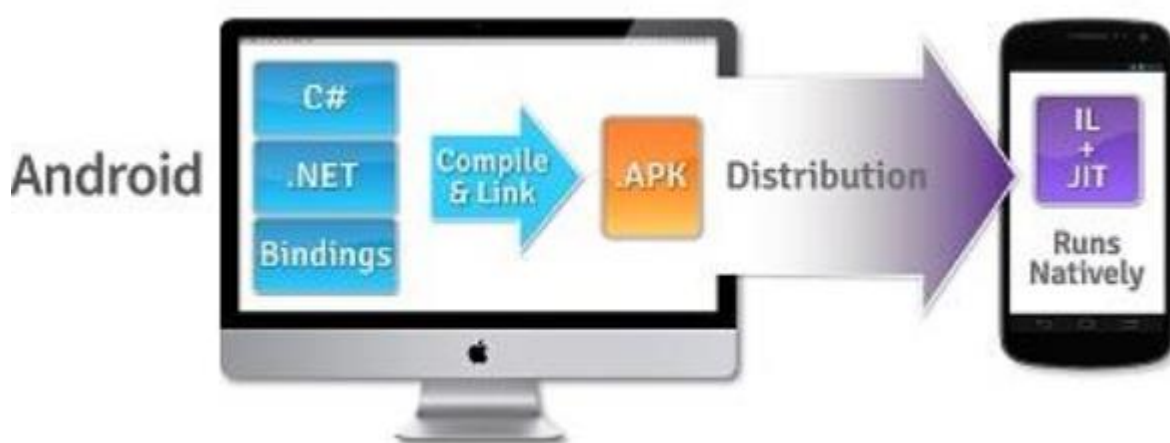 Android
C#
.NET
Bindings
Compile
& Link
.APK
Distribution
IL
+
JIT
Runs
Natively